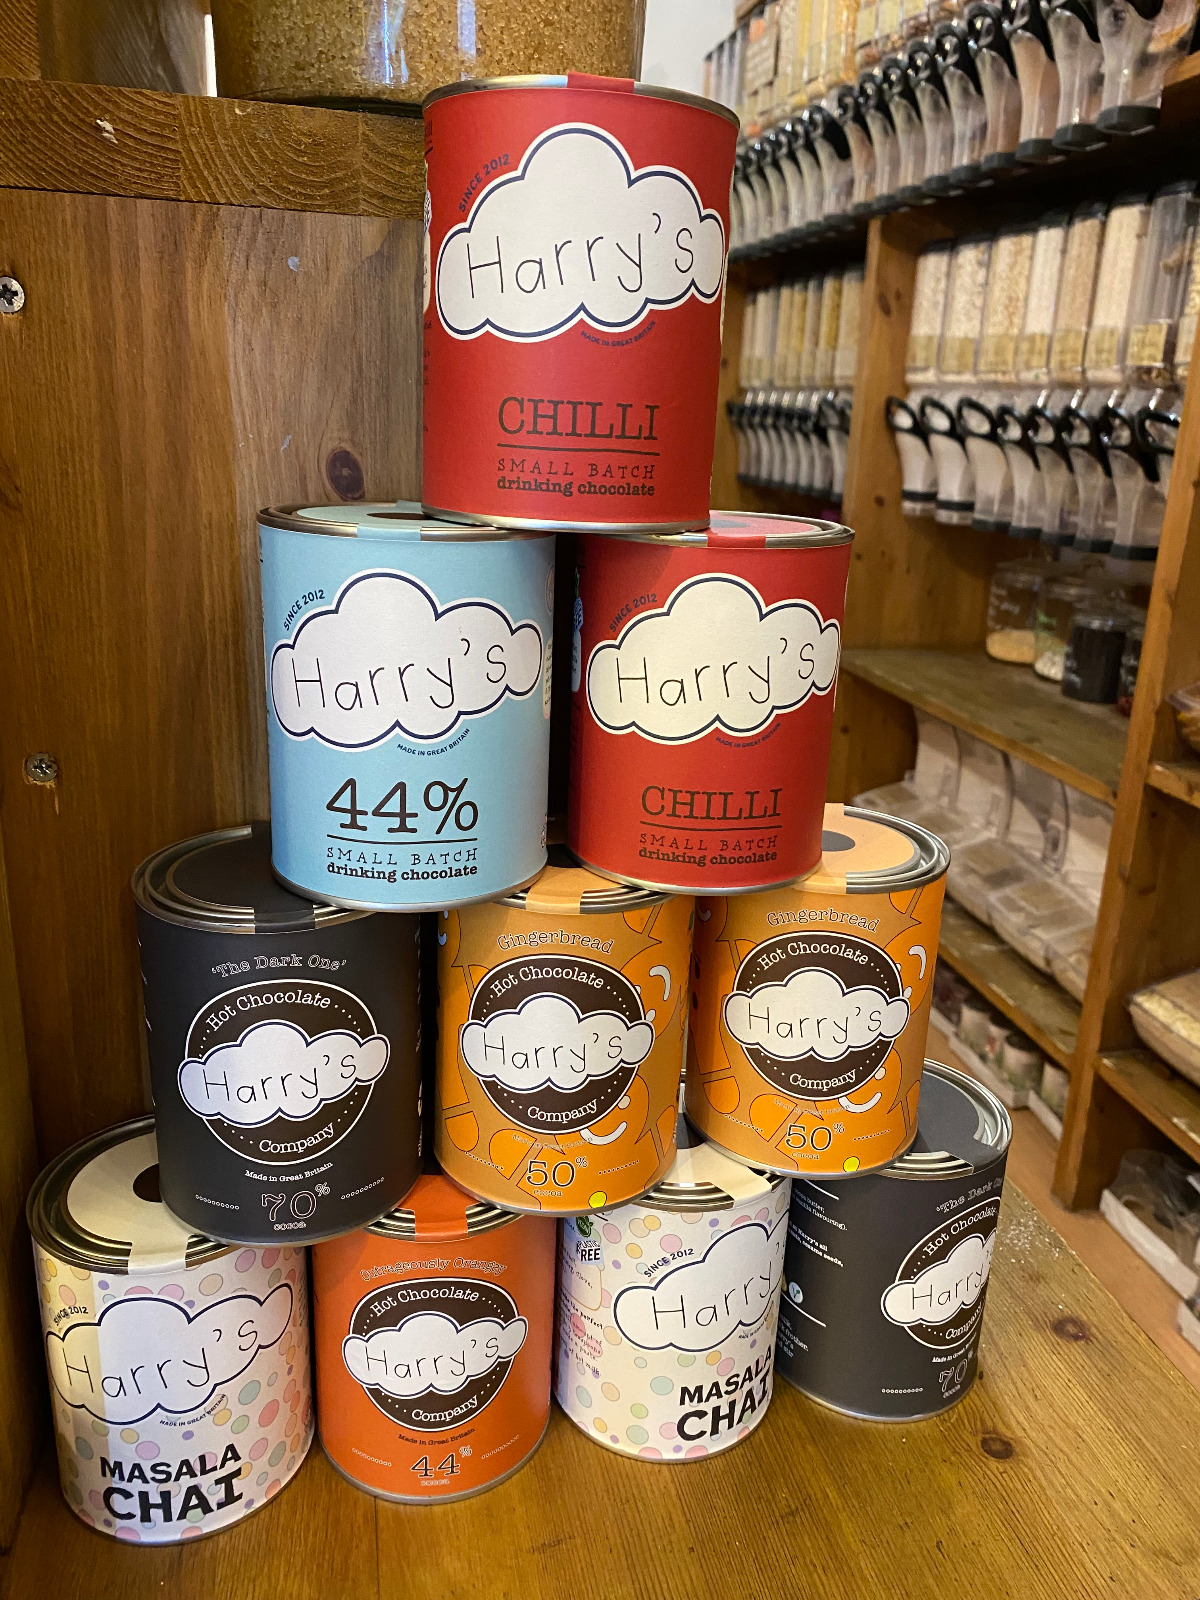 SINCE 2012
Harry's
MADE IN GREAT BRITAIN
CHILLI
SMALL BATCH
drinking chocolate
SINCE 2012
Harry's
MADE IN GREAT BRITAIN
44%
SMALL BATCH
drinking chocolate
SINCE 2012
Harry's
MADE IN GREAT BRITAIN
CHILLI
SMALL BATCH
drinking chocolate
'The Dark One'
Hot Chocolate
Harry's
Company
Made in Great Britain
70%
cocoa
Gingerbread
Hot Chocolate
Harry's
Company
50%
cocoa
Gingerbread
Hot Chocolate
Harry's
Company
50%
cocoa
SINCE 2012
Harry's
MADE IN GREAT BRITAIN
MASALA
CHAI
Outrageously Orangey
Hot Chocolate
Harry's
Company
Made in Great Britain
44%
cocoa
FREE
SINCE 2012
Harry'
MASALA
CHAI
'The Dark One
Hot Chocolate
Harry's
Company
Made in Great Britain
70%
cocoa